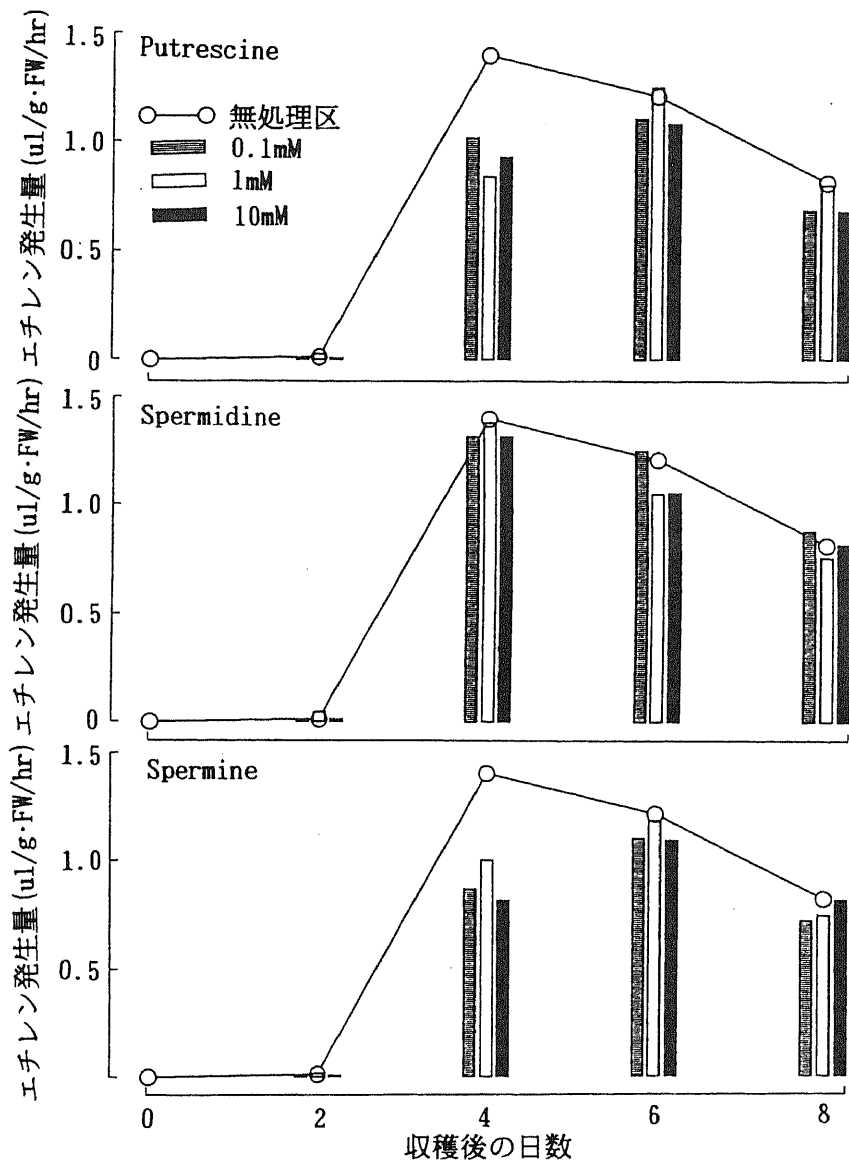 エチレン発生量(ul/g·FW/hr)
1.5
1.0
0.5
0
Putrescine
無処理区
0.1mM
1mM
10mM
エチレン発生量(ul/g·FW/hr)
1.5
1.0
0.5
0
Spermidine
エチレン発生量(ul/g·FW/hr)
1.5
1.0
0.5
Spermine
0 2 4 6 8
収穫後の日数